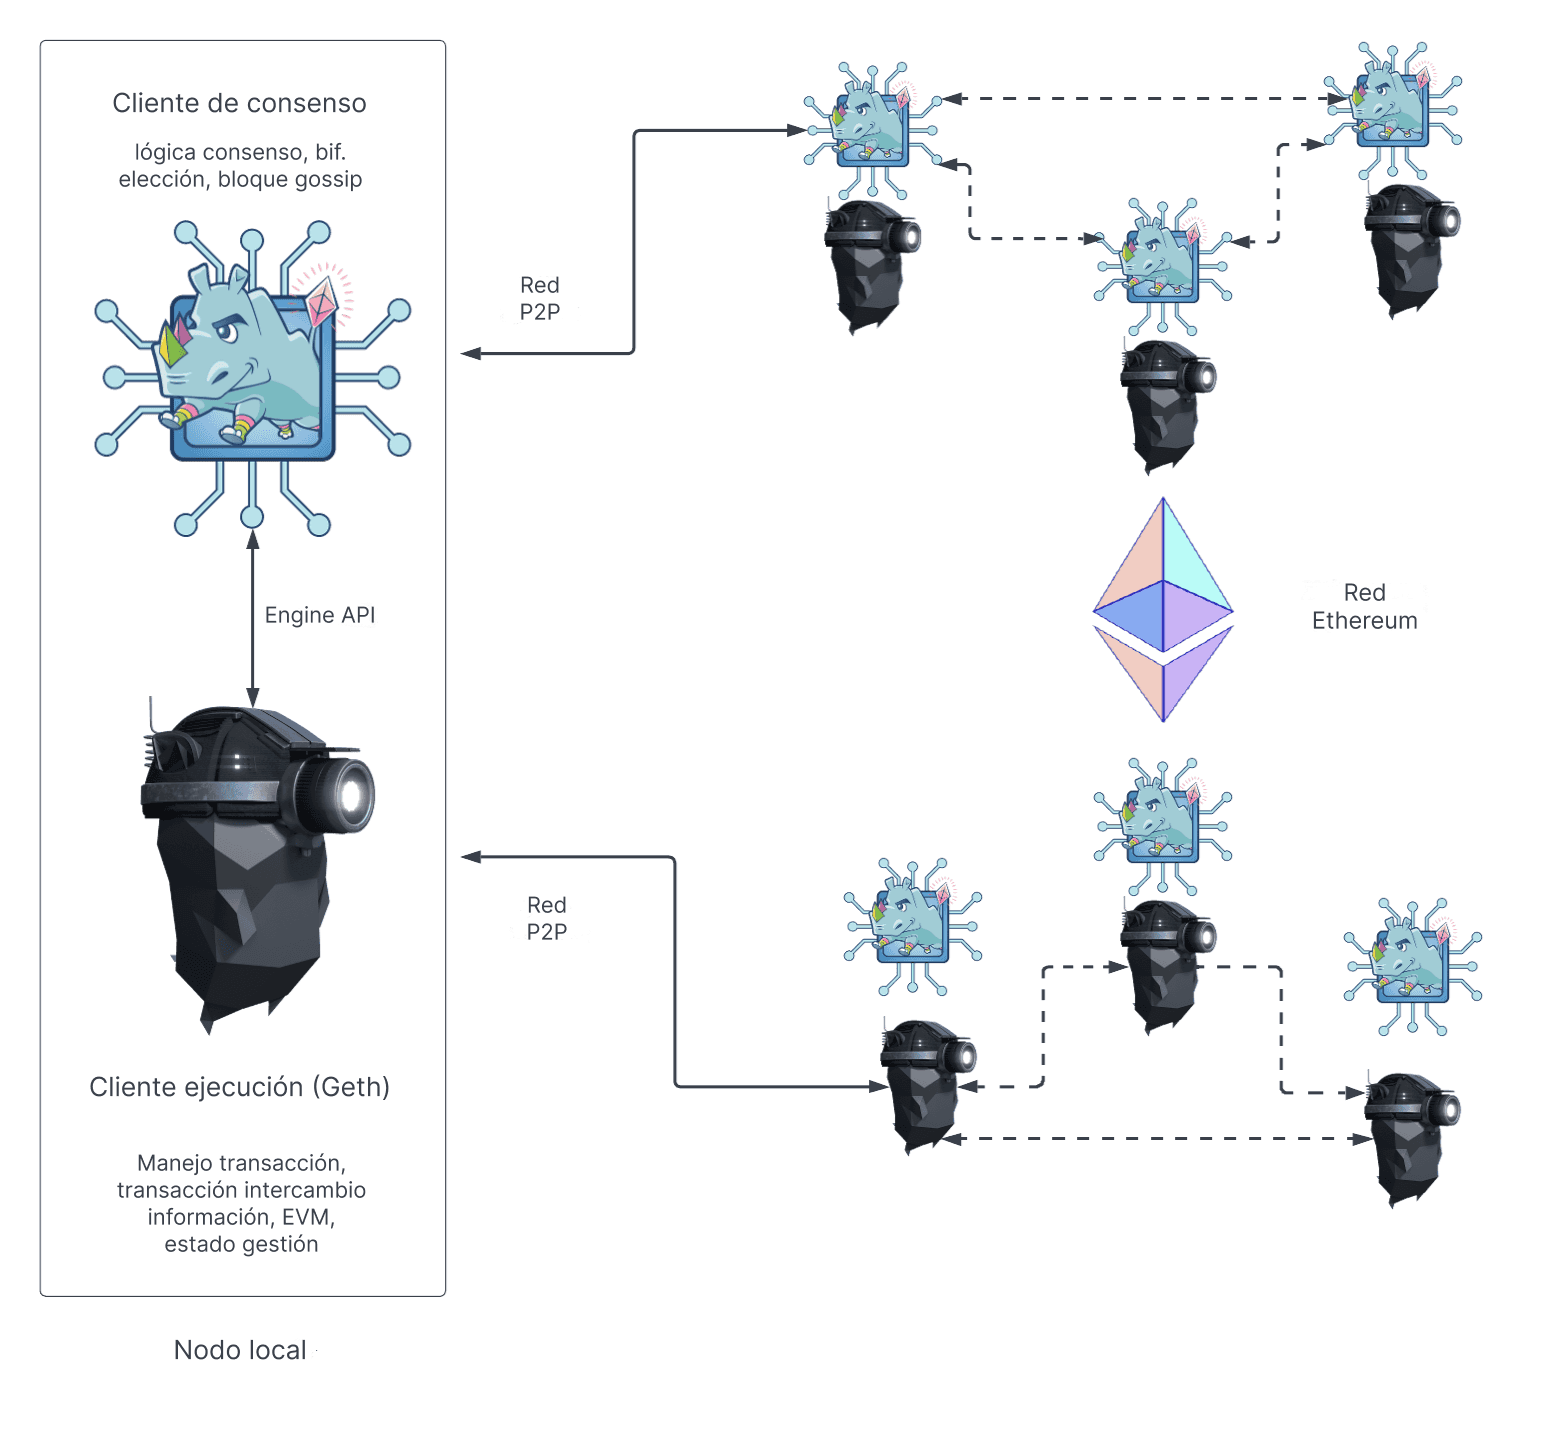 Cliente de consenso
lógica consenso, bif.
elección, bloque gossip
Red
P2P
Engine API
Red
Ethereum
Red
P2P
Cliente ejecución (Geth)
Manejo transacción,
transacción intercambio
información, EVM,
estado gestión
Nodo local